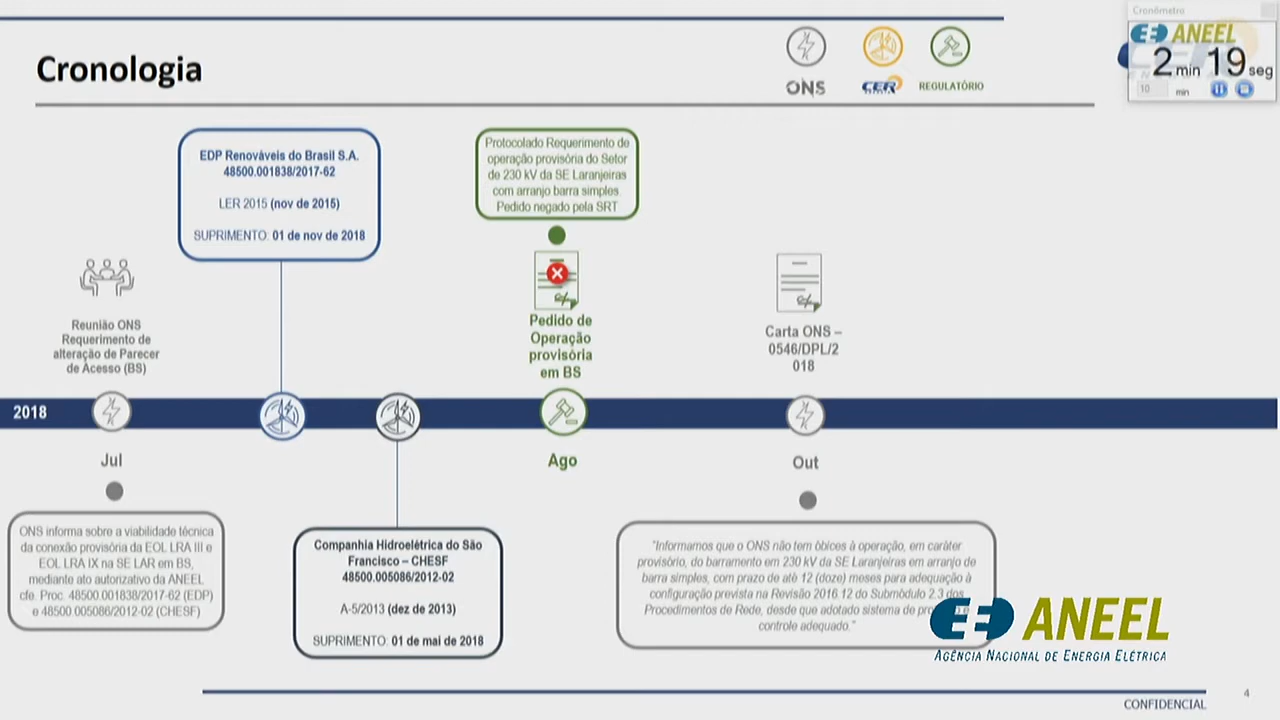 Cronologia
ONS
CER
REGULATÓRIO
Cronômetro
ANEEL
2 min 19 seg
10 min
EDP Renováveis do Brasil S.A.
48500.001838/2017-62
LER 2015 (nov de 2015)
SUPRIMENTO: 01 de nov de 2018
Protocolado Requerimento de
operação provisória do Setor
de 230 kV da SE Laranjeiras
com arranjo barra simples.
Pedido negado pela SRT
Reunião ONS
Requerimento de
alteração de Parecer
de Acesso (BS)
Pedido de
Operação
provisória
em BS
Carta ONS –
0546/DPL/2
018
2018
Jul
Ago
Out
ONS informa sobre a viabilidade técnica
da conexão provisória da EOL LRA III e
EOL LRA IX na SE LAR em BS,
mediante ato autorizativo da ANEEL
cfe. Proc. 48500.001838/2017-62 (EDP)
e 48500.005086/2012-02 (CHESF)
Companhia Hidroelétrica do São
Francisco – CHESF
48500.005086/2012-02
A-5/2013 (dez de 2013)
SUPRIMENTO: 01 de mai de 2018
"Informamos que o ONS não tem óbices à operação, em caráter
provisório, do barramento em 230 kV da SE Laranjeiras em arranjo de
barra simples, com prazo de até 12 (doze) meses para adequação à
configuração prevista na Revisão 2016.12 do Submódulo 2.3 dos
Procedimentos de Rede, desde que adotado sistema de e
controle adequado."
ANEEL
AGÊNCIA NACIONAL DE ENERGIA ELÉTRICA
CONFIDENCIAL
4